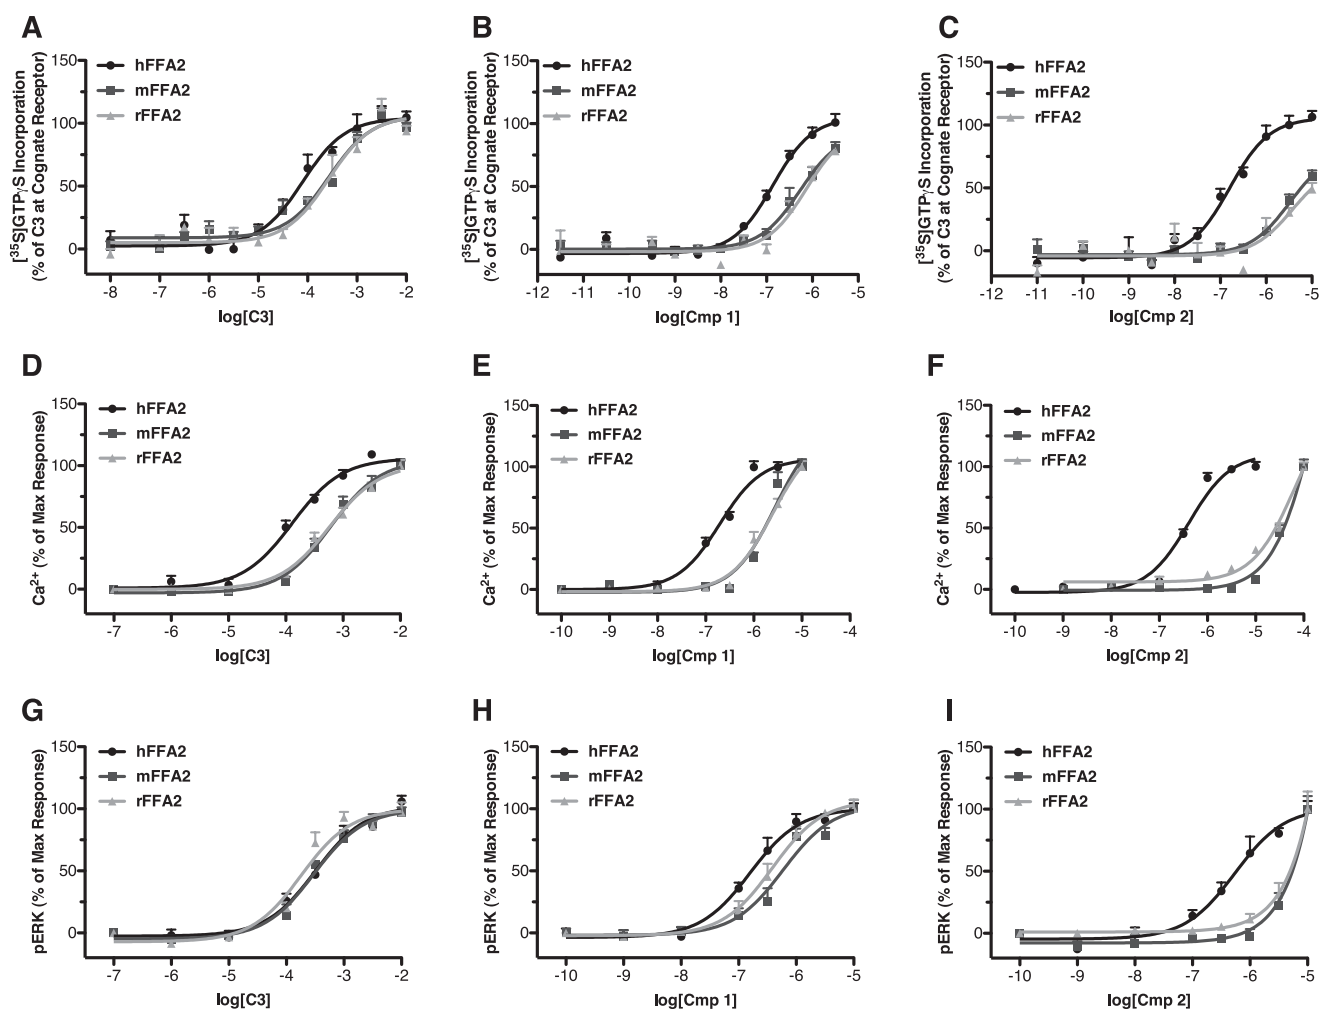 A
[35S]GTPγS Incorporation
(% of C3 at Cognate Receptor)
150
100
50
0
hFFA2
mFFA2
rFFA2
-8 -7 -6 -5 -4 -3 -2
log[C3]
B
[35S]GTPγS Incorporation
(% of C3 at Cognate Receptor)
150
100
50
0
hFFA2
mFFA2
rFFA2
-12 -11 -10 -9 -8 -7 -6 -5
log[Cmp 1]
C
[35S]GTPγS Incorporation
(% of C3 at Cognate Receptor)
150
100
50
0
hFFA2
mFFA2
rFFA2
-12 -11 -10 -9 -8 -7 -6 -5
log[Cmp 2]
D
Ca2+ (% of Max Response)
150
100
50
0
hFFA2
mFFA2
rFFA2
-7 -6 -5 -4 -3 -2
log[C3]
E
Ca2+ (% of Max Response)
150
100
50
0
hFFA2
mFFA2
rFFA2
-10 -9 -8 -7 -6 -5 -4
log[Cmp 1]
F
Ca2+ (% of Max Response)
150
100
50
0
hFFA2
mFFA2
rFFA2
-10 -9 -8 -7 -6 -5 -4
log[Cmp 2]
G
pERK (% of Max Response)
150
100
50
0
hFFA2
mFFA2
rFFA2
-7 -6 -5 -4 -3 -2
log[C3]
H
pERK (% of Max Response)
150
100
50
0
hFFA2
mFFA2
rFFA2
-10 -9 -8 -7 -6 -5
log[Cmp 1]
I
pERK (% of Max Response)
150
100
50
0
hFFA2
mFFA2
rFFA2
-10 -9 -8 -7 -6 -5
log[Cmp 2]